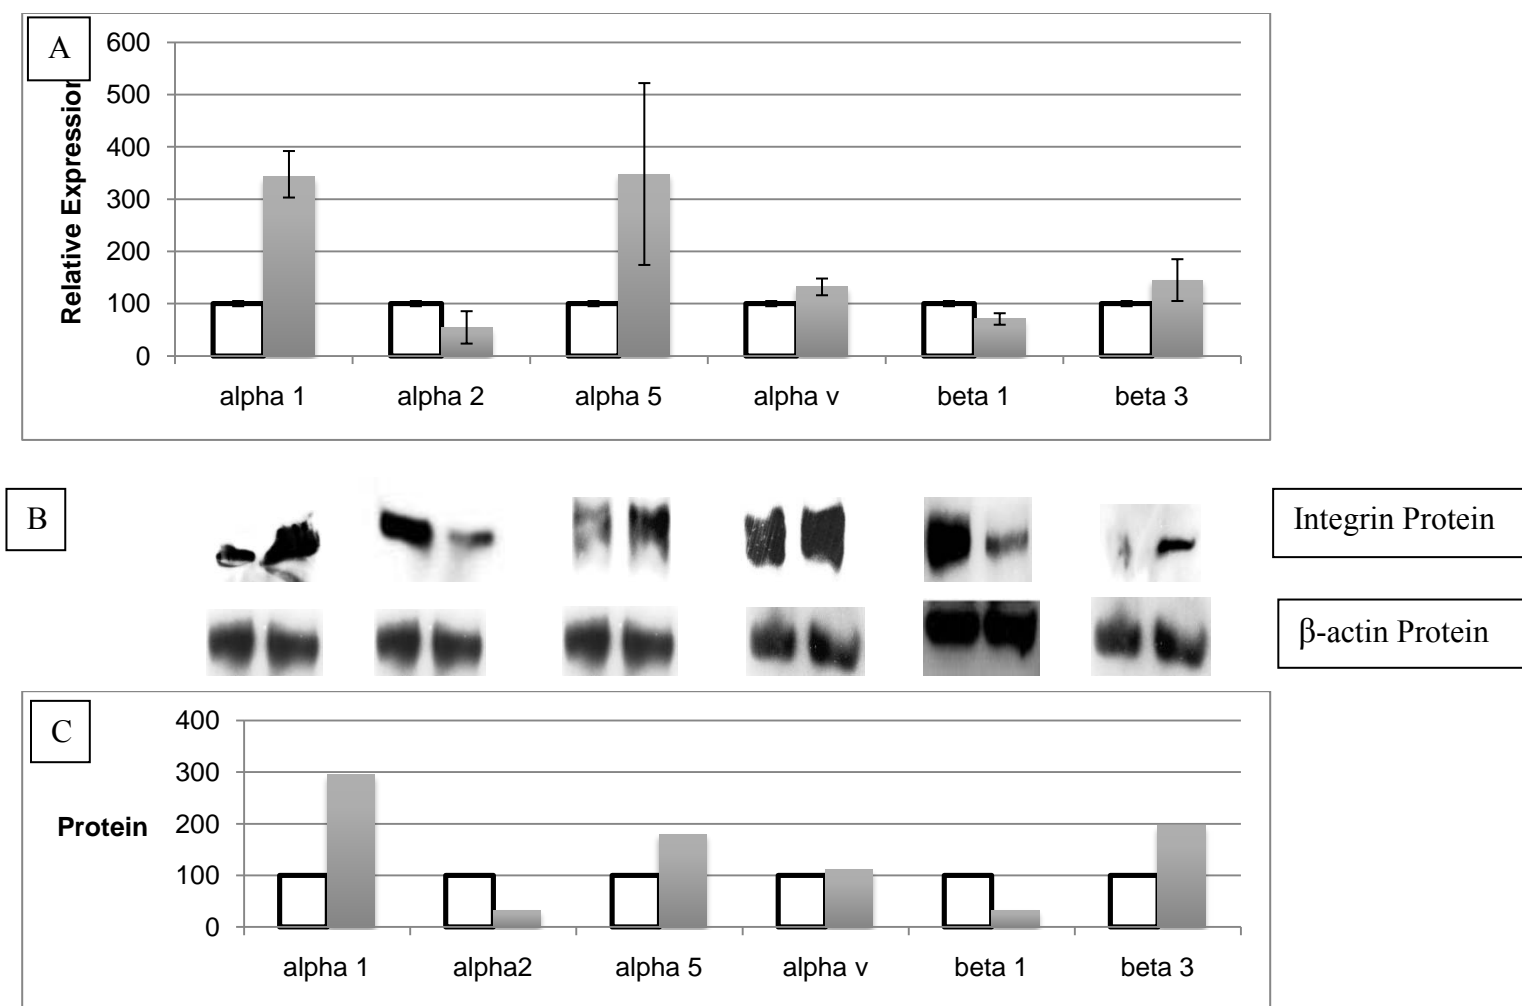 A
600
500
400
300
200
100
0
Relative Expression
alpha 1 alpha 2 alpha 5 alpha v beta 1 beta 3
B
Integrin Protein
β-actin Protein
C
400
300
200
100
0
Protein
alpha 1 alpha2 alpha 5 alpha v beta 1 beta 3